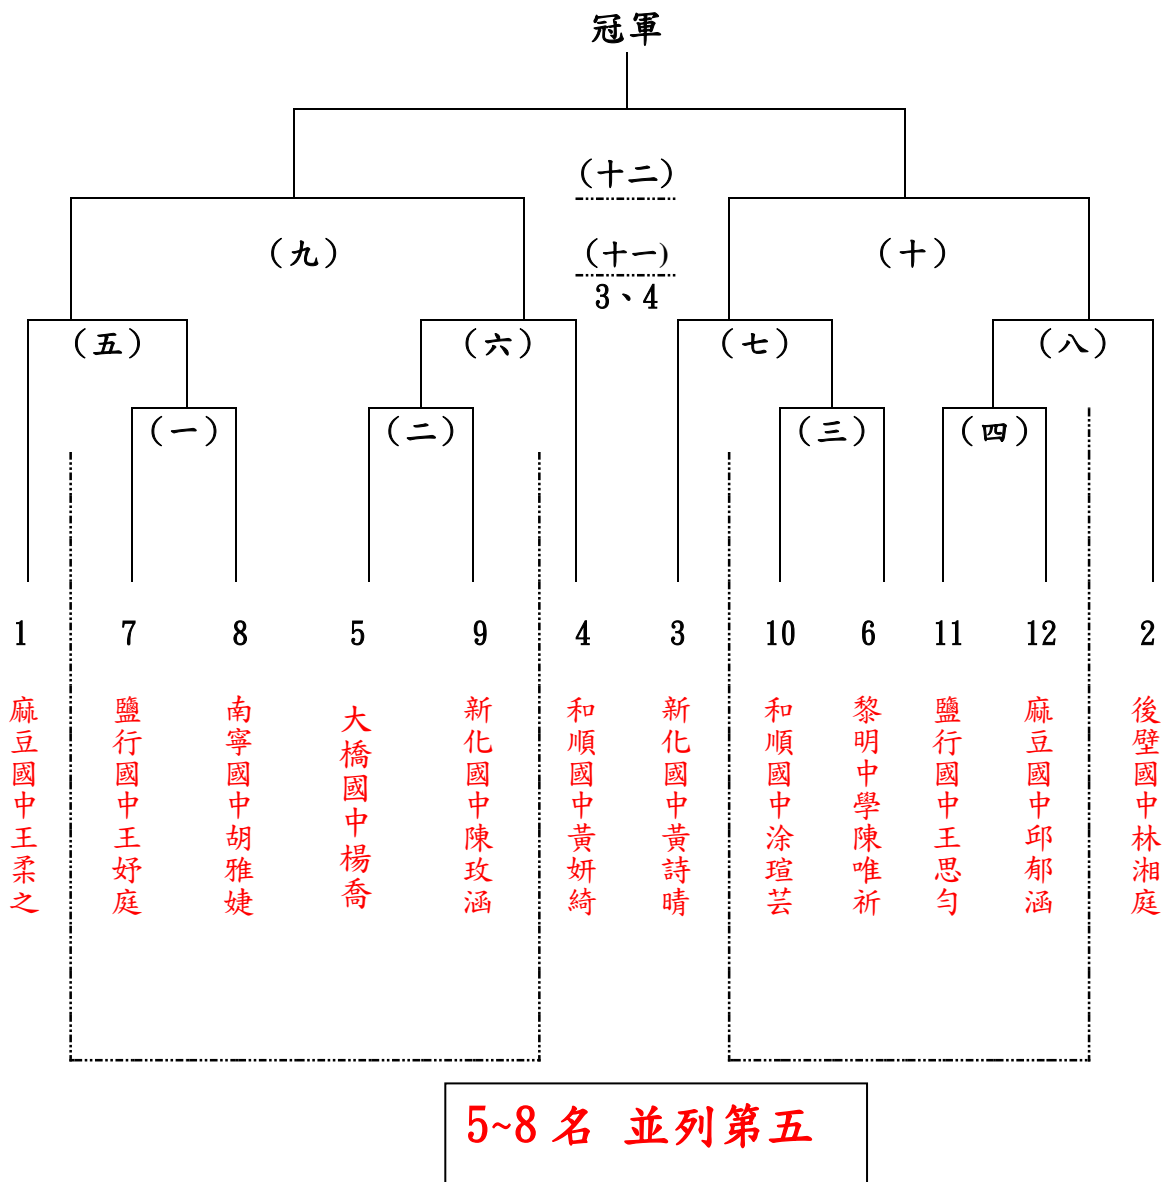 冠軍
（十二）
（九）
（十一）
（十）
3、4
（五）
（六）
（七）
（八）
（一）
（二）
（三）
（四）
1
7
8
5
9
4
3
10
6
11
12
2
麻豆國中王柔之
鹽行國中王妤庭
南寧國中胡雅婕
大橋國中楊喬
新化國中陳玫涵
和順國中黃妍綺
新化國中黃詩晴
和順國中涂瑄芸
黎明中學陳唯祈
鹽行國中王思勻
麻豆國中邱郁涵
後壁國中林湘庭
5~8名 並列第五